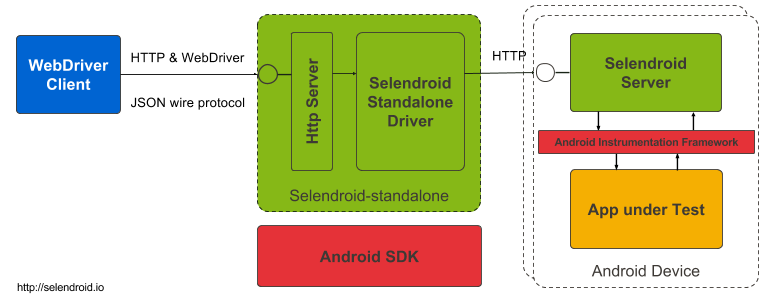 WebDriver
Client
HTTP & WebDriver
JSON wire protocol
Http Server
Selendroid
Standalone
Driver
Selendroid-standalone
Android SDK
HTTP
Selendroid
Server
Android Instrumentation Framework
App under Test
Android Device
http://selendroid.io